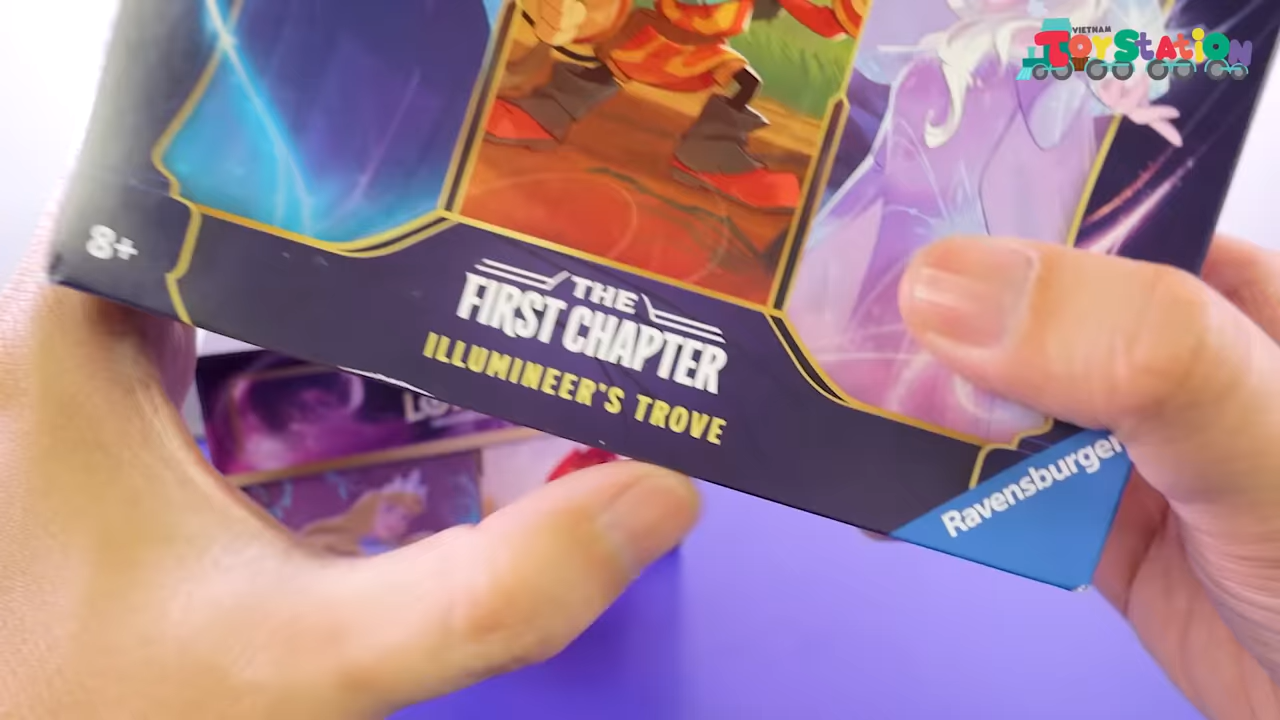 VIETNAM
TOYSTATION
8+
THE
FIRST CHAPTER
ILLUMINEER'S TROVE
Ravensburger